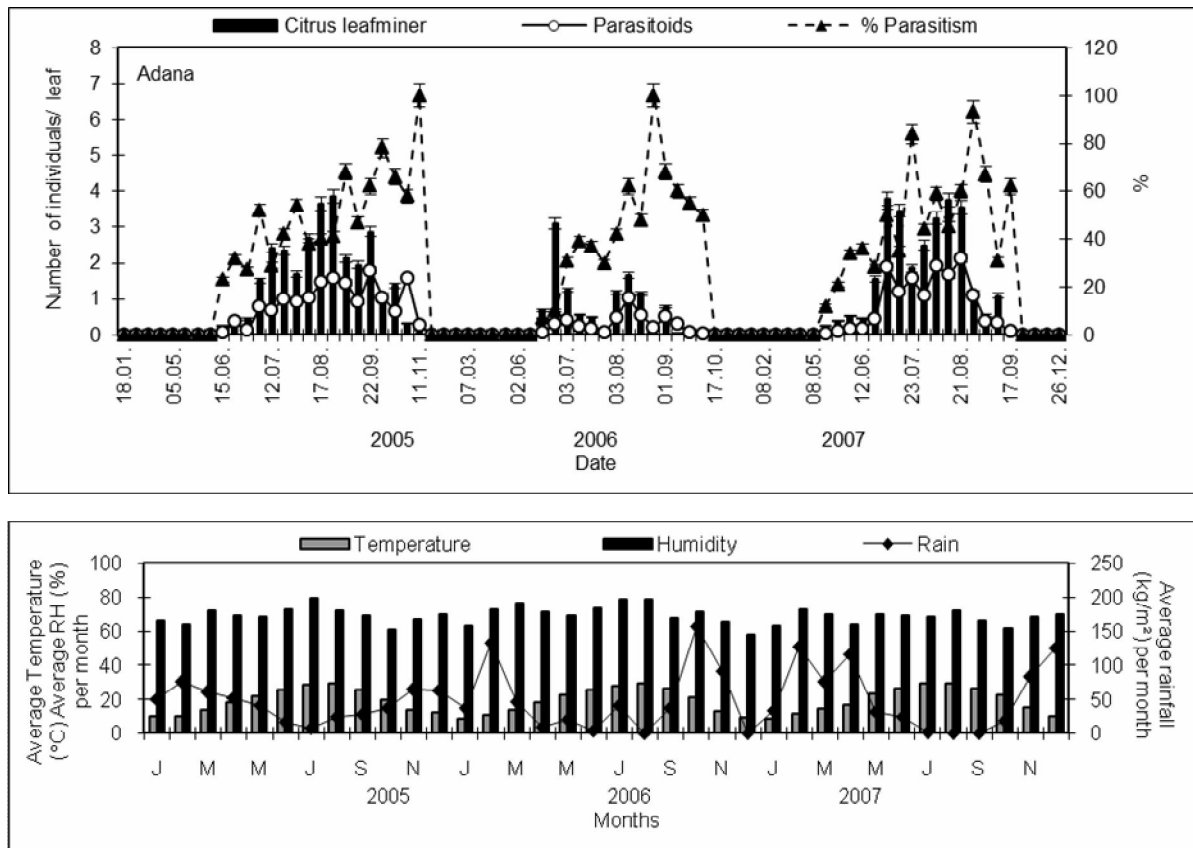 Citrus leafminer Parasitoids % Parasitism
Adana
Number of individuals/ leaf
8
7
6
5
4
3
2
1
0
120
100
80
60
40
20
0
%
18.01. 05.05. 15.06. 12.07. 17.08. 22.09. 11.11. 07.03. 02.06. 03.07. 03.08. 01.09. 17.10. 08.02. 08.05. 12.06. 23.07. 21.08. 17.09. 26.12.
2005 2006 2007
Date
Temperature Humidity Rain
Average Temperature
(°C) Average RH (%)
per month
100
80
60
40
20
0
250
200
150
100
50
0
Average rainfall
(kg/m²) per month
J M M J S N J M M J S N J M M J S N
2005 2006 2007
Months